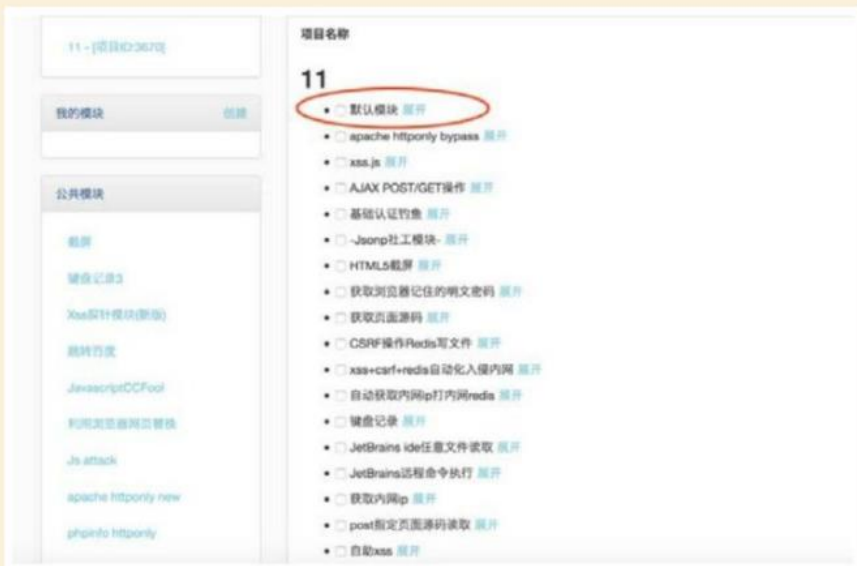 11 - [项目ID:3670]
我的模块 创建
公共模块
截屏
键盘记录3
Xss探针模块(新版)
跳转百度
JavascriptCCFool
利用浏览器网页替换
Js attack
apache httponly new
phpinfo httponly
项目名称
11
默认模块 展开
apache httponly bypass 展开
xss.js 展开
AJAX POST/GET操作 展开
基础认证钓鱼 展开
-Jsonp社工模块- 展开
HTML5截屏 展开
获取浏览器记住的明文密码 展开
获取页面源码 展开
CSRF操作Redis写文件 展开
xss+csrf+redis自动化入侵内网 展开
自动获取内网ip打内网redis 展开
键盘记录 展开
JetBrains ide任意文件读取 展开
JetBrains远程命令执行 展开
获取内网ip 展开
post指定页面源码读取 展开
自助xss 展开